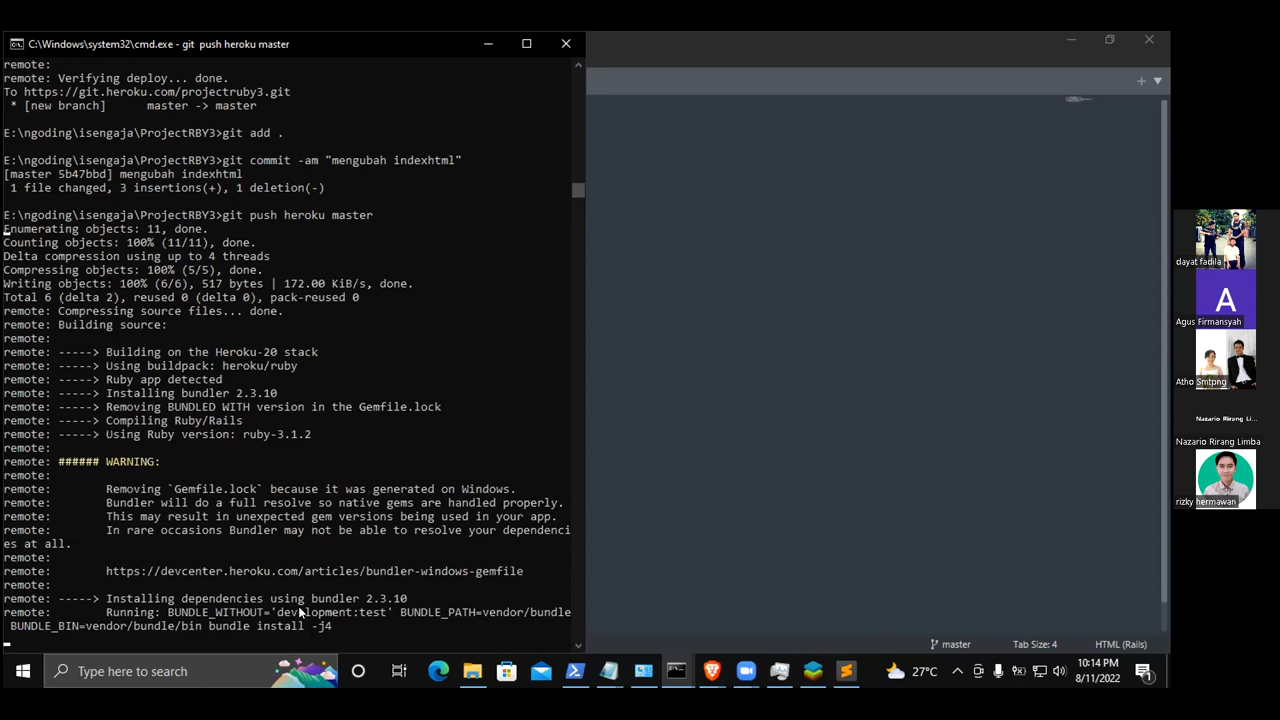 C:\Windows\system32\cmd.exe - git push heroku master
remote:
remote: Verifying deploy... done.
To https://git.heroku.com/projectruby3.git
* [new branch] master -> master
E:\ngoding\isengaja\ProjectRBY3>git add .
E:\ngoding\isengaja\ProjectRBY3>git commit -am "mengubah indexhtml"
[master 5b47bbd] mengubah indexhtml
1 file changed, 3 insertions(+), 1 deletion(-)
E:\ngoding\isengaja\ProjectRBY3>git push heroku master
Enumerating objects: 11, done.
Counting objects: 100% (11/11), done.
Delta compression using up to 4 threads
Compressing objects: 100% (5/5), done.
Writing objects: 100% (6/6), 517 bytes | 172.00 KiB/s, done.
Total 6 (delta 2), reused 0 (delta 0), pack-reused 0
remote: Compressing source files... done.
remote: Building source:
remote:
remote: -----> Building on the Heroku-20 stack
remote: -----> Using buildpack: heroku/ruby
remote: -----> Ruby app detected
remote: -----> Installing bundler 2.3.10
remote: -----> Removing BUNDLED WITH version in the Gemfile.lock
remote: -----> Compiling Ruby/Rails
remote: -----> Using Ruby version: ruby-3.1.2
remote:
remote: ###### WARNING:
remote:
remote: Removing `Gemfile.lock` because it was generated on Windows.
remote: Bundler will do a full resolve so native gems are handled properly.
remote: This may result in unexpected gem versions being used in your app.
remote: In rare occasions Bundler may not be able to resolve your dependenci
es at all.
remote:
remote: https://devcenter.heroku.com/articles/bundler-windows-gemfile
remote:
remote: -----> Installing dependencies using bundler 2.3.10
remote: Running: BUNDLE_WITHOUT='development:test' BUNDLE_PATH=vendor/bundle
BUNDLE_BIN=vendor/bundle/bin bundle install -j4
master
Tab Size: 4
HTML (Rails)
dayat fadila
A
Agus Firmansyah
Atho Smtpng
Nazario Rirang Li...
Nazario Rirang Limba
rizky hermawan
Type here to search
27°C
10:14 PM
8/11/2022
1